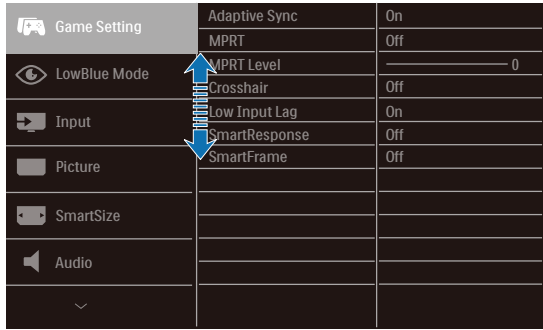 Game Setting
LowBlue Mode
Input
Picture
SmartSize
Audio
Adaptive Sync On
MPRT Off
MPRT Level 0
Crosshair Off
Low Input Lag On
SmartResponse Off
SmartFrame Off